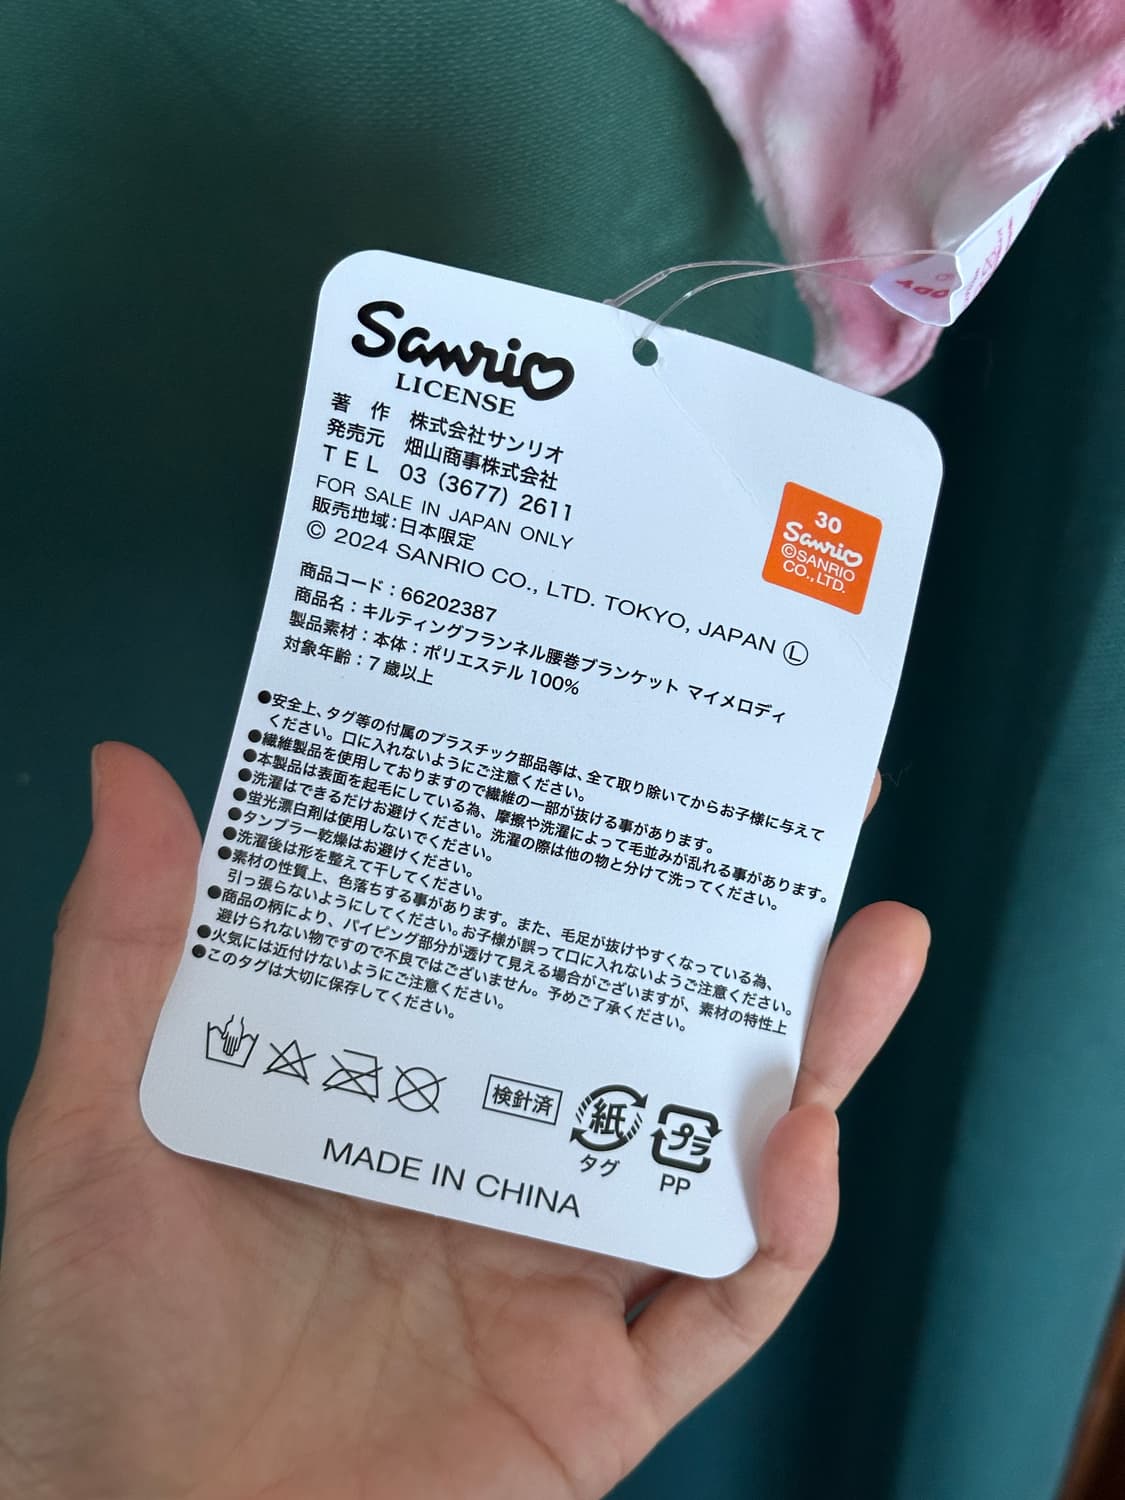 Sanrio
LICENSE
著 作 株式会社サンリオ
発売元 畑山商事株式会社
TEL 03（3677）2611
FOR SALE IN JAPAN ONLY
販売地域：日本限定
© 2024 SANRIO CO., LTD. TOKYO, JAPAN Ⓛ
30
Sanrio
©SANRIO
CO., LTD.
商品コード：66202387
商品名：キルティングフランネル腰巻ブランケット マイメロディ
製品素材：本体：ポリエステル100%
対象年齢：7歳以上
●安全上、タグ等の付属のプラスチック部品等は、全て取り除いてからお子様に与えて
ください。口に入れないようにご注意ください。
●繊維製品を使用しておりますので繊維の一部が抜ける事があります。
●本製品は表面を起毛にしている為、摩擦や洗濯によって毛並みが乱れる事があります。
●洗濯はできるだけお避けください。洗濯の際は他の物と分けて洗ってください。
●蛍光漂白剤は使用しないでください。
●タンブラー乾燥はお避けください。
●洗濯後は形を整えて干してください。
●素材の性質上、色落ちする事があります。また、毛足が抜けやすくなっている為、
引っ張らないようにしてください。お子様が誤って口に入れないようご注意ください。
●商品の柄により、パイピング部分が透けて見える場合がございますが、素材の特性上
避けられない物ですので不良ではございません。予めご了承ください。
●火気には近付けないようにご注意ください。
●このタグは大切に保存してください。
検針済
紙
タグ
プラ
PP
MADE IN CHINA